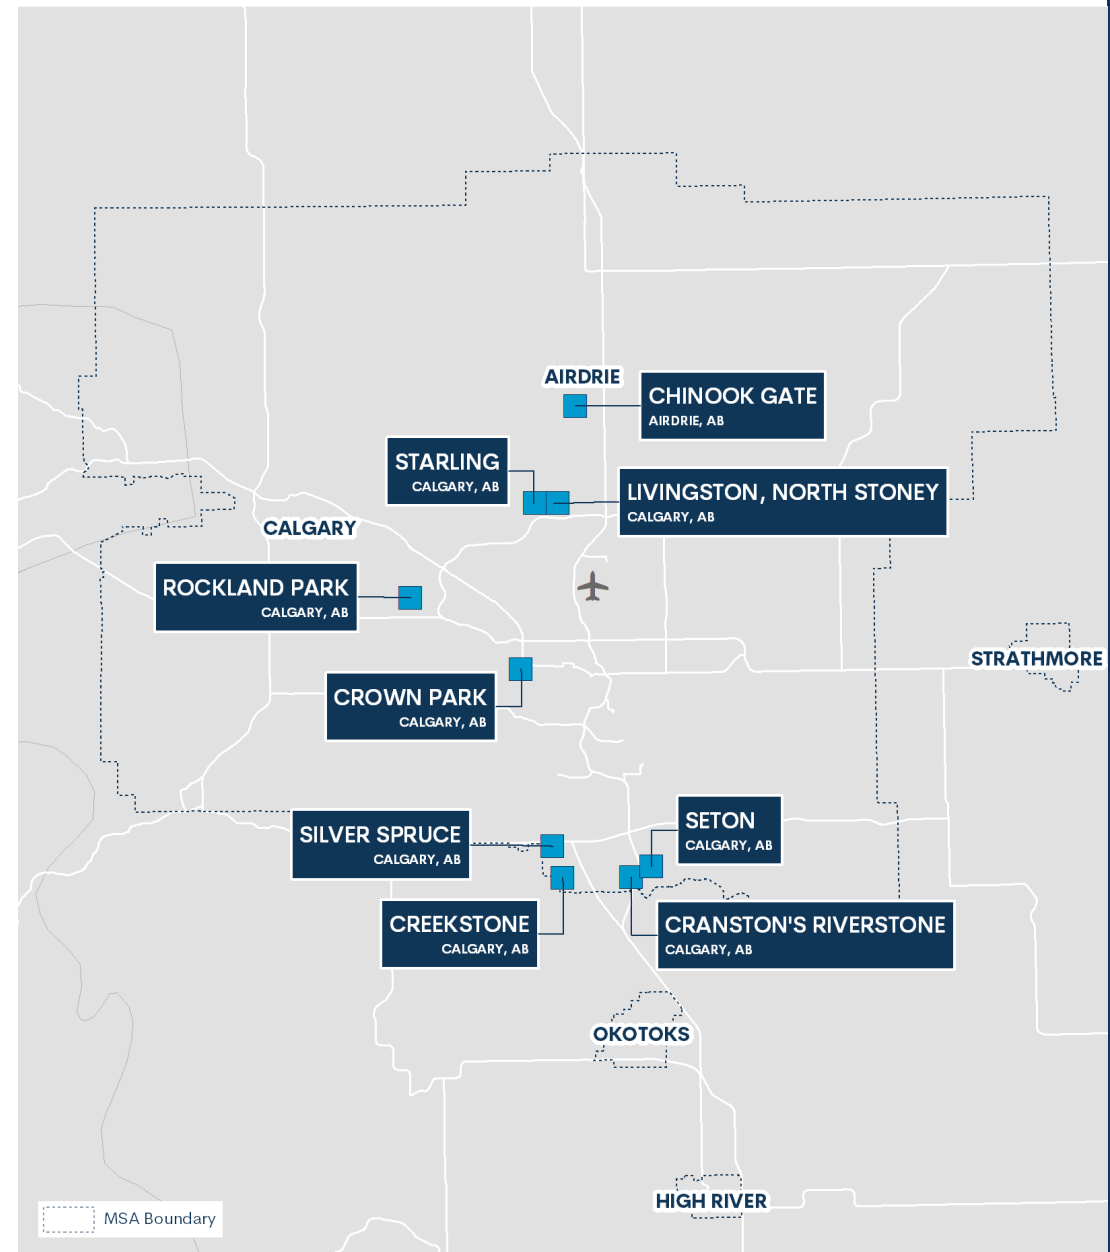 AIRDRIE
CHINOOK GATE
AIRDRIE, AB
STARLING
CALGARY, AB
LIVINGSTON, NORTH STONEY
CALGARY, AB
CALGARY
ROCKLAND PARK
CALGARY, AB
STRATHMORE
CROWN PARK
CALGARY, AB
SETON
CALGARY, AB
SILVER SPRUCE
CALGARY, AB
CREEKSTONE
CALGARY, AB
CRANSTON'S RIVERSTONE
CALGARY, AB
OKOTOKS
HIGH RIVER
MSA Boundary